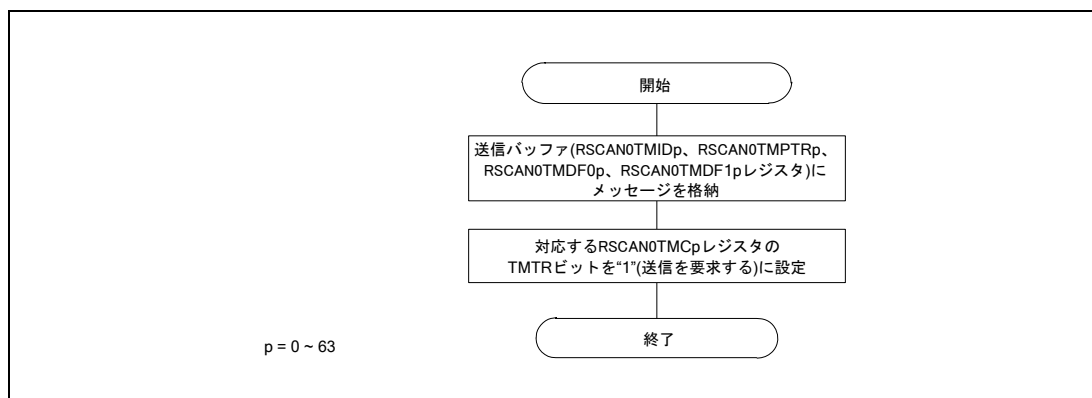 開始
送信バッファ(RSCAN0TMIDp、RSCAN0TMPTRp、
RSCAN0TMDF0p、RSCAN0TMDF1pレジスタ)に
メッセージを格納
対応するRSCAN0TMCpレジスタの
TMTRビットを“1”(送信を要求する)に設定
終了
p = 0 ~ 63